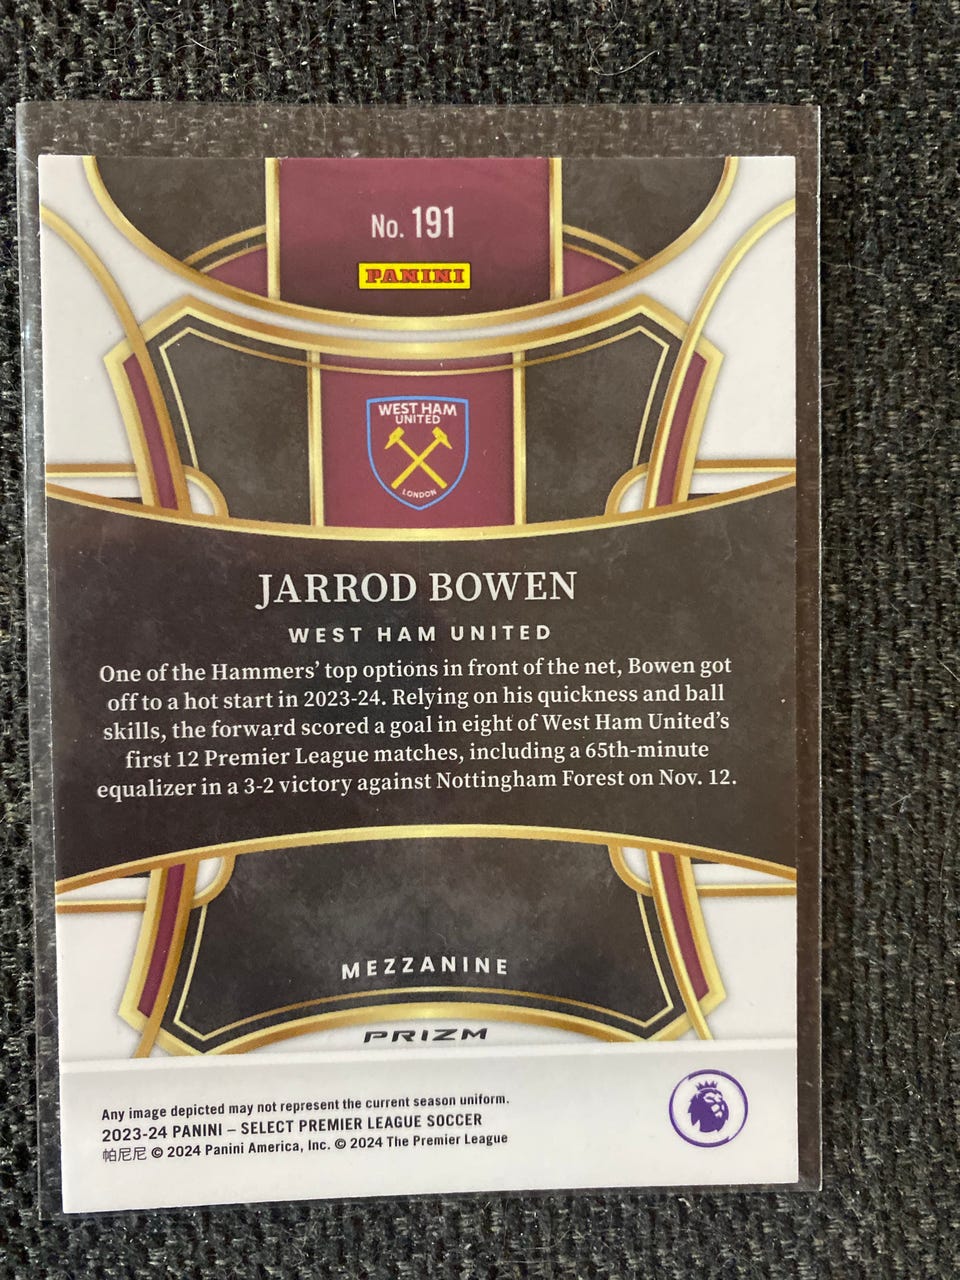 No. 191
PANINI
WEST HAM
UNITED
LONDON
JARROD BOWEN
WEST HAM UNITED
One of the Hammers' top options in front of the net, Bowen got
off to a hot start in 2023-24. Relying on his quickness and ball
skills, the forward scored a goal in eight of West Ham United's
first 12 Premier League matches, including a 65th-minute
equalizer in a 3-2 victory against Nottingham Forest on Nov. 12.
MEZZANINE
PRIZM
Any image depicted may not represent the current season uniform.
2023-24 PANINI – SELECT PREMIER LEAGUE SOCCER
帕尼尼 © 2024 Panini America, Inc. © 2024 The Premier League